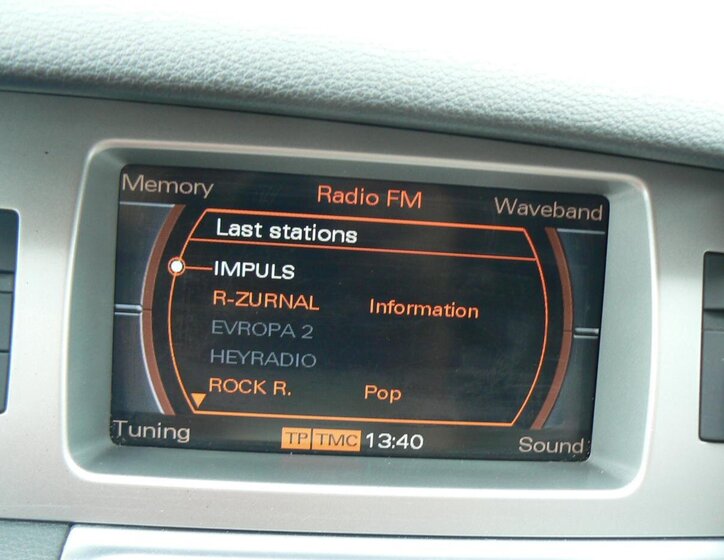 Memory
Radio FM
Waveband
Last stations
IMPULS
R-ZURNAL Information
EVROPA 2
HEYRADIO
ROCK R. Pop
Tuning
TP TMC 13:40
Sound